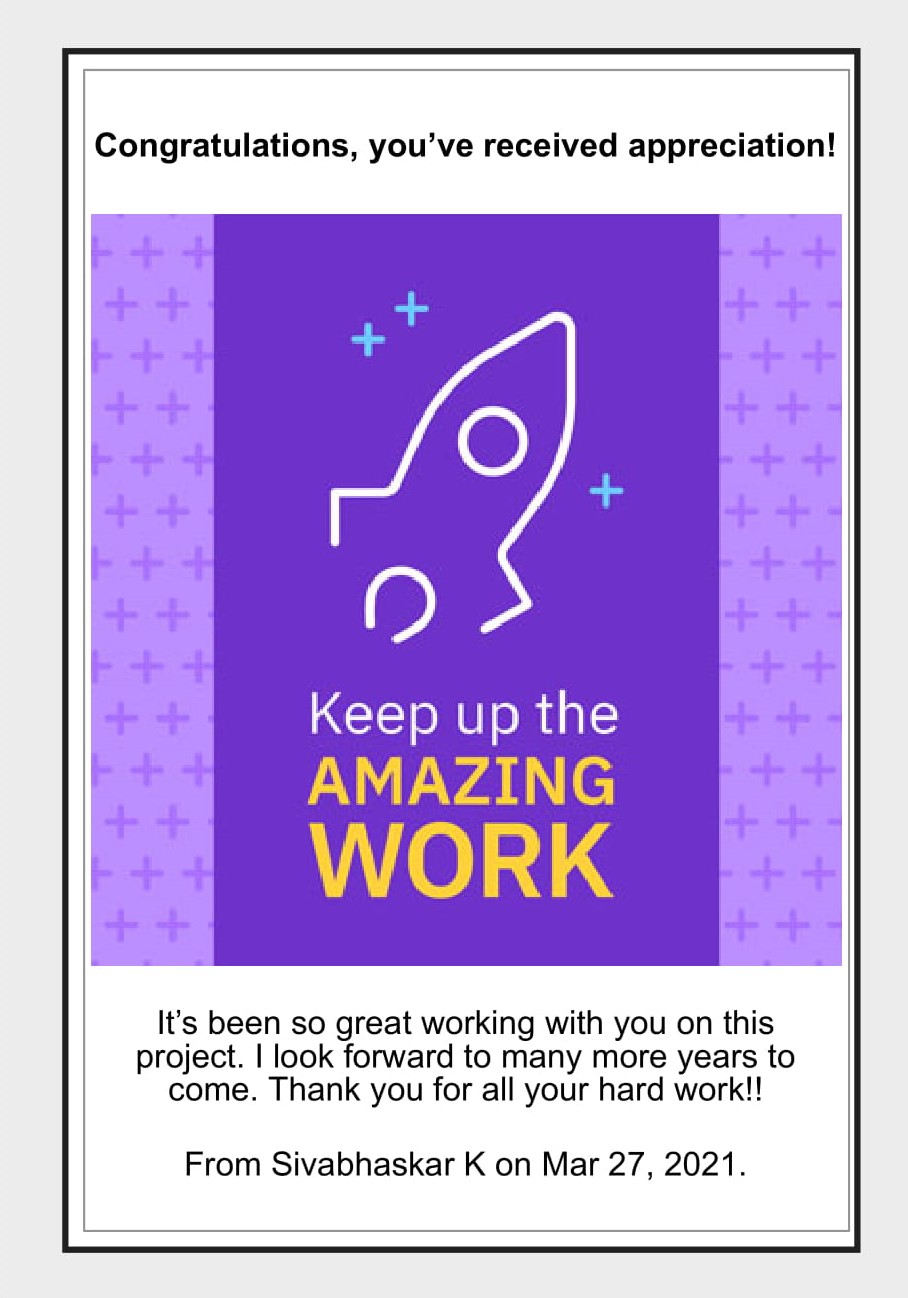 Congratulations, you’ve received appreciation!
Keep up the
AMAZING
WORK
It’s been so great working with you on this
project. I look forward to many more years to
come. Thank you for all your hard work!!
From Sivabhaskar K on Mar 27, 2021.